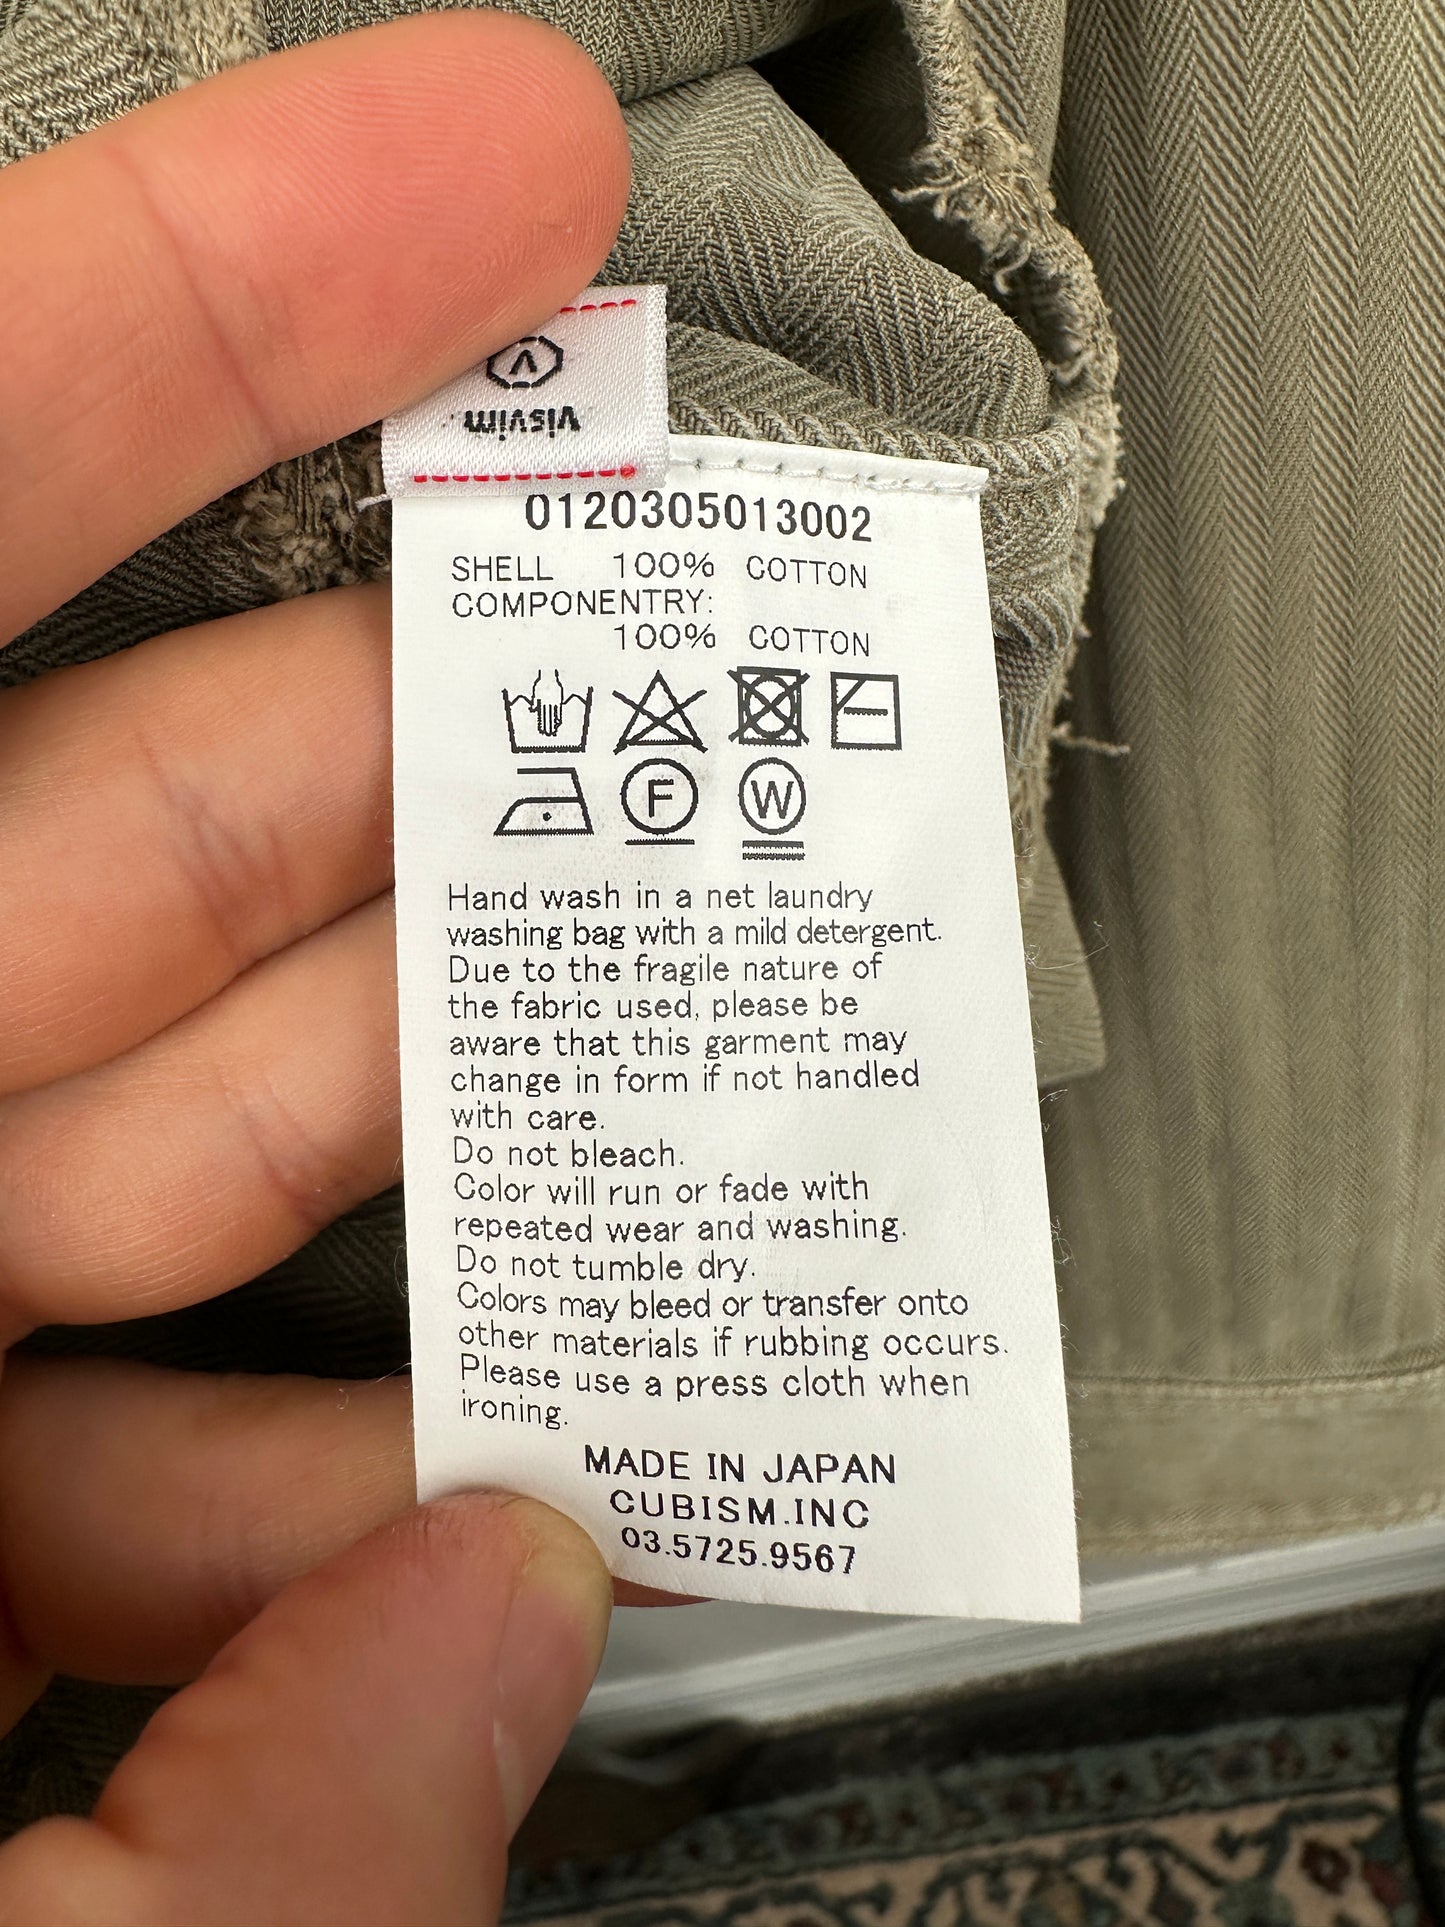 visvim
0120305013002
SHELL 100% COTTON
COMPONENTRY:
100% COTTON
F W
Hand wash in a net laundry
washing bag with a mild detergent.
Due to the fragile nature of
the fabric used, please be
aware that this garment may
change in form if not handled
with care.
Do not bleach.
Color will run or fade with
repeated wear and washing.
Do not tumble dry.
Colors may bleed or transfer onto
other materials if rubbing occurs.
Please use a press cloth when
ironing.
MADE IN JAPAN
CUBISM.INC
03.5725.9567